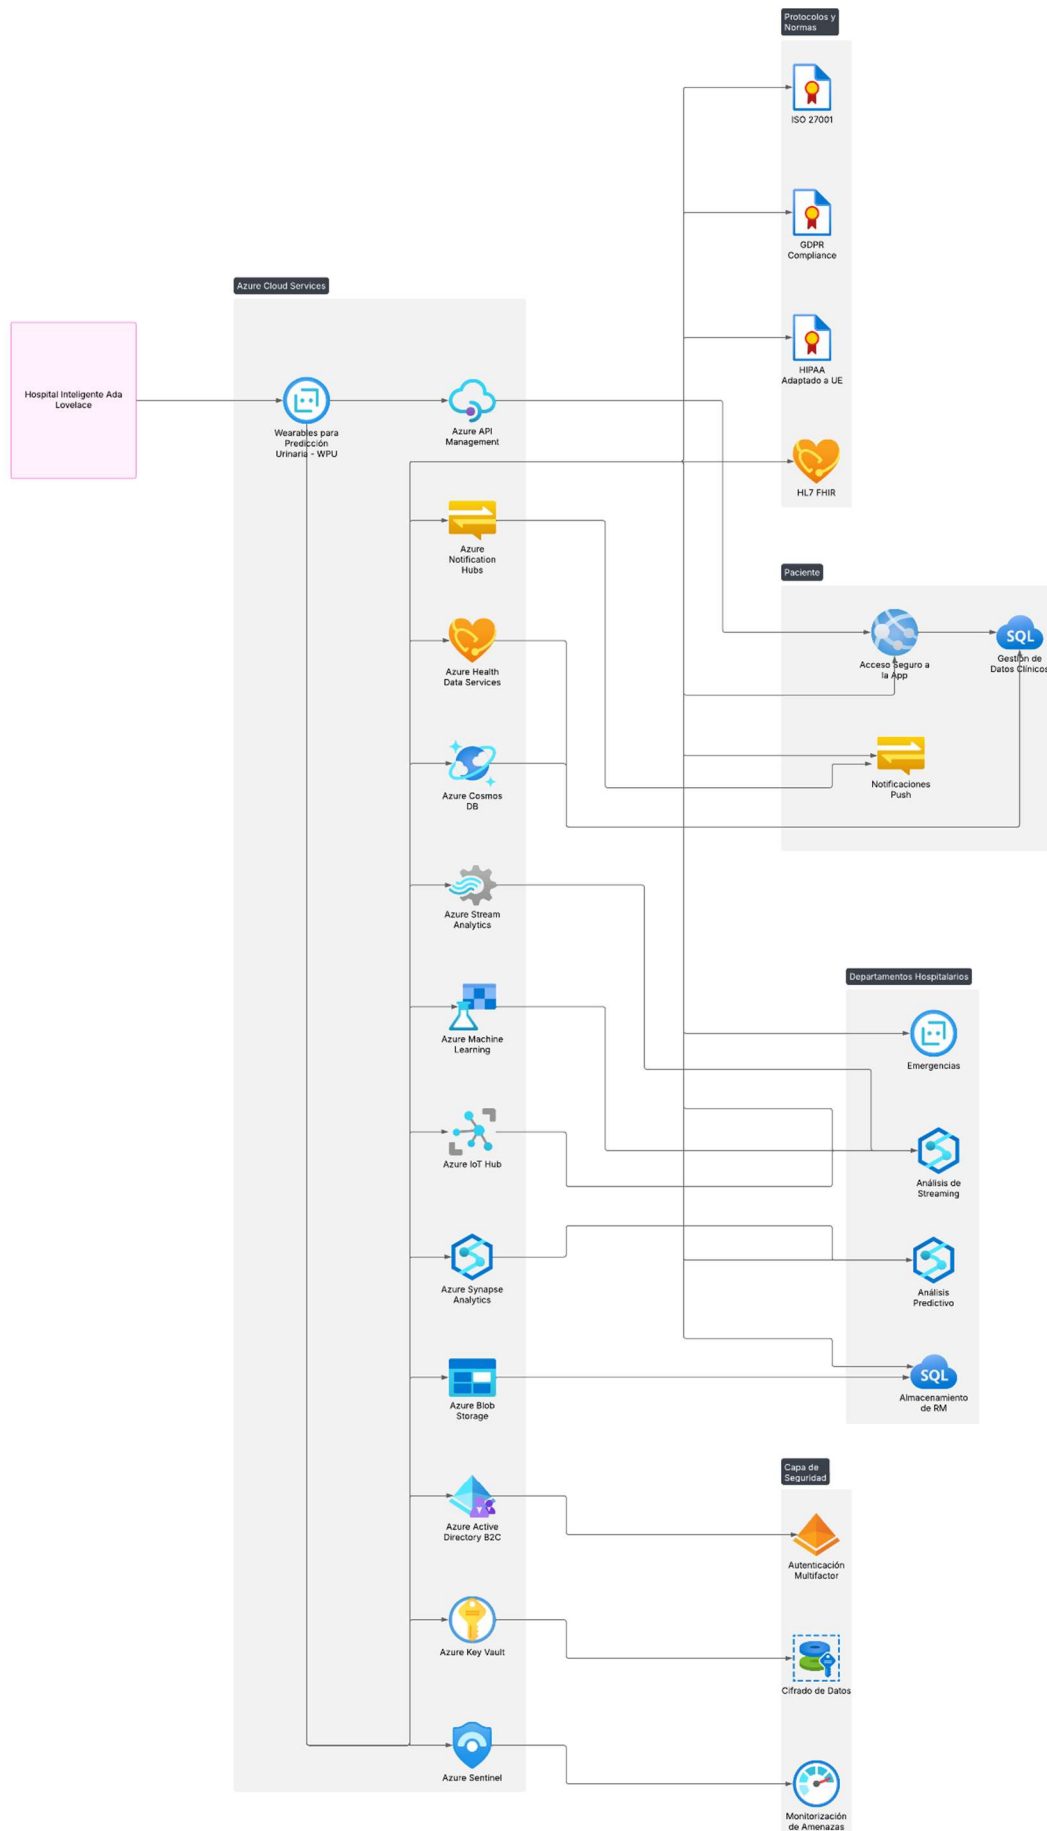 Protocolos y
Normas
ISO 27001
GDPR
Compliance
HIPAA
Adaptado a UE
HL7 FHIR
Azure Cloud Services
Hospital Inteligente Ada
Lovelace
Wearables para
Predicción
Urinaria - WPU
Azure API
Management
Azure
Notification
Hubs
Azure Health
Data Services
Azure Cosmos
DB
Azure Stream
Analytics
Azure Machine
Learning
Azure IoT Hub
Azure Synapse
Analytics
Azure Blob
Storage
Azure Active
Directory B2C
Azure Key Vault
Azure Sentinel
Paciente
Acceso Seguro a
la App
SQL
Gestión de
Datos Clínicos
Notificaciones
Push
Departamentos Hospitalarios
Emergencias
Análisis de
Streaming
Análisis
Predictivo
SQL
Almacenamiento
de RM
Capa de
Seguridad
Autenticación
Multifactor
Cifrado de Datos
Monitorización
de Amenazas